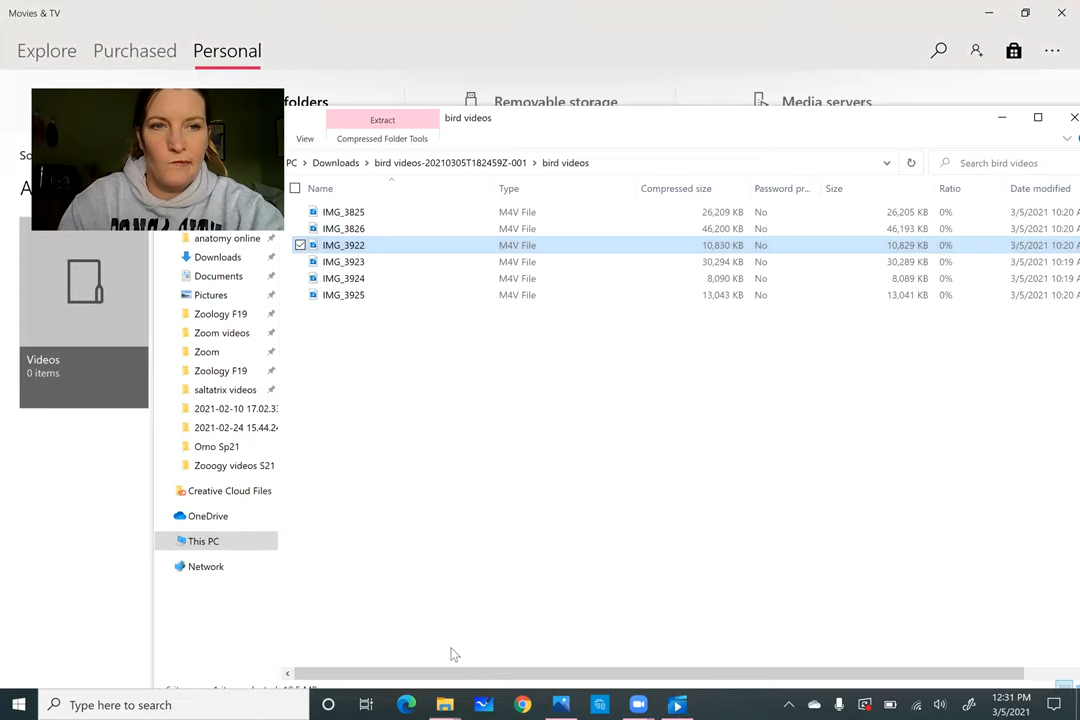 Movies & TV
Explore Purchased Personal
folders Removable storage Media servers
Extract bird videos
View Compressed Folder Tools
PC > Downloads > bird videos-20210305T182459Z-001 > bird videos Search bird videos
Name Type Compressed size Password pr... Size Ratio Date modified
IMG_3825 M4V File 26,209 KB No 26,205 KB 0% 3/5/2021 10:20
IMG_3826 M4V File 46,200 KB No 46,193 KB 0% 3/5/2021 10:20
IMG_3922 M4V File 10,830 KB No 10,829 KB 0% 3/5/2021 10:20
IMG_3923 M4V File 30,294 KB No 30,289 KB 0% 3/5/2021 10:19
IMG_3924 M4V File 8,090 KB No 8,089 KB 0% 3/5/2021 10:19
IMG_3925 M4V File 13,043 KB No 13,041 KB 0% 3/5/2021 10:20
So
A
Videos
0 items
anatomy online
Downloads
Documents
Pictures
Zoology F19
Zoom videos
Zoom
Zoology F19
saltatrix videos
2021-02-10 17.02.33
2021-02-24 15.44.24
Orno Sp21
Zooogy videos S21
Creative Cloud Files
OneDrive
This PC
Network
Type here to search
12:31 PM
3/5/2021